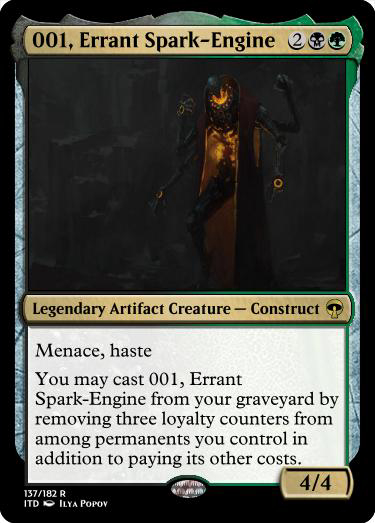 001, Errant Spark-Engine 2
Legendary Artifact Creature — Construct
Menace, haste
You may cast 001, Errant
Spark-Engine from your graveyard by
removing three loyalty counters from
among permanents you control in
addition to paying its other costs.
4/4
137/182 R
ITD Ilya Popov